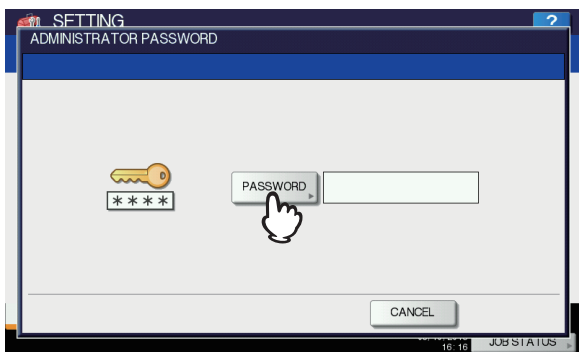 SETTING
?
ADMINISTRATOR PASSWORD
PASSWORD
****
CANCEL
16:16
JOB STATUS